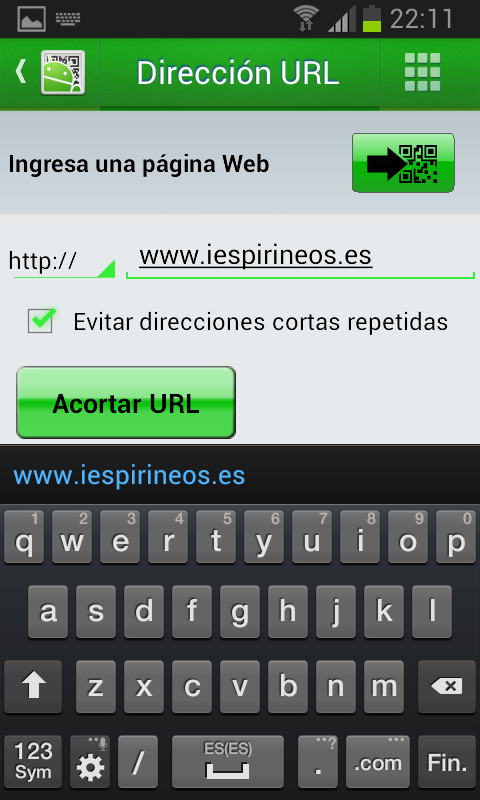 22:11
Dirección URL
Ingresa una página Web
http:// www.iespirineos.es
Evitar direcciones cortas repetidas
Acortar URL
www.iespirineos.es
1 2 3 4 5 6 7 8 9 0
q w e r t y u i o p
a s d f g h j k l
z x c v b n m
123 Sym / ES(ES) . ? .com Fin.